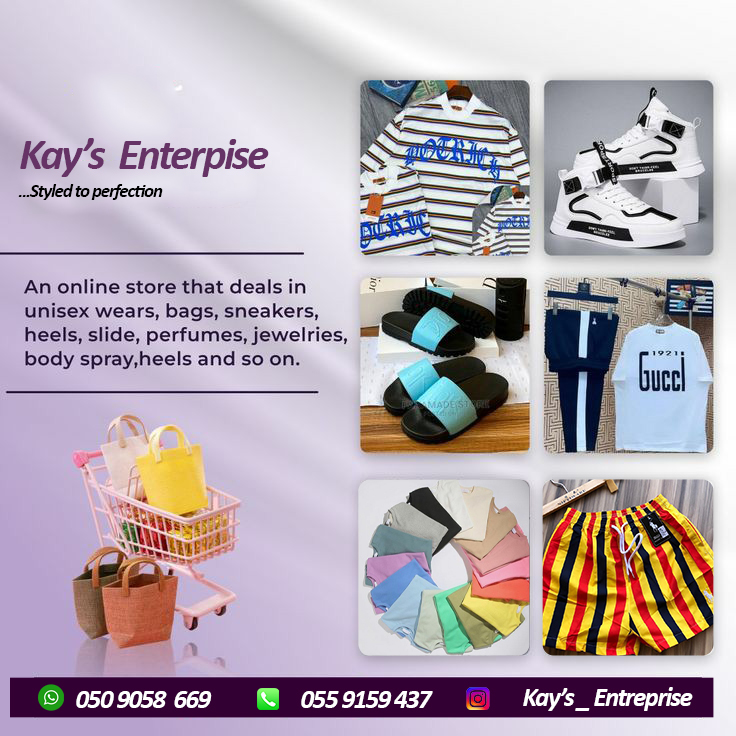 Kay's Enterpise
...Styled to perfection
An online store that deals in
unisex wears, bags, sneakers,
heels, slide, perfumes, jewelries,
body spray,heels and so on.
1921
Gucci
050 9058 669
055 9159 437
Kay's_ Entreprise